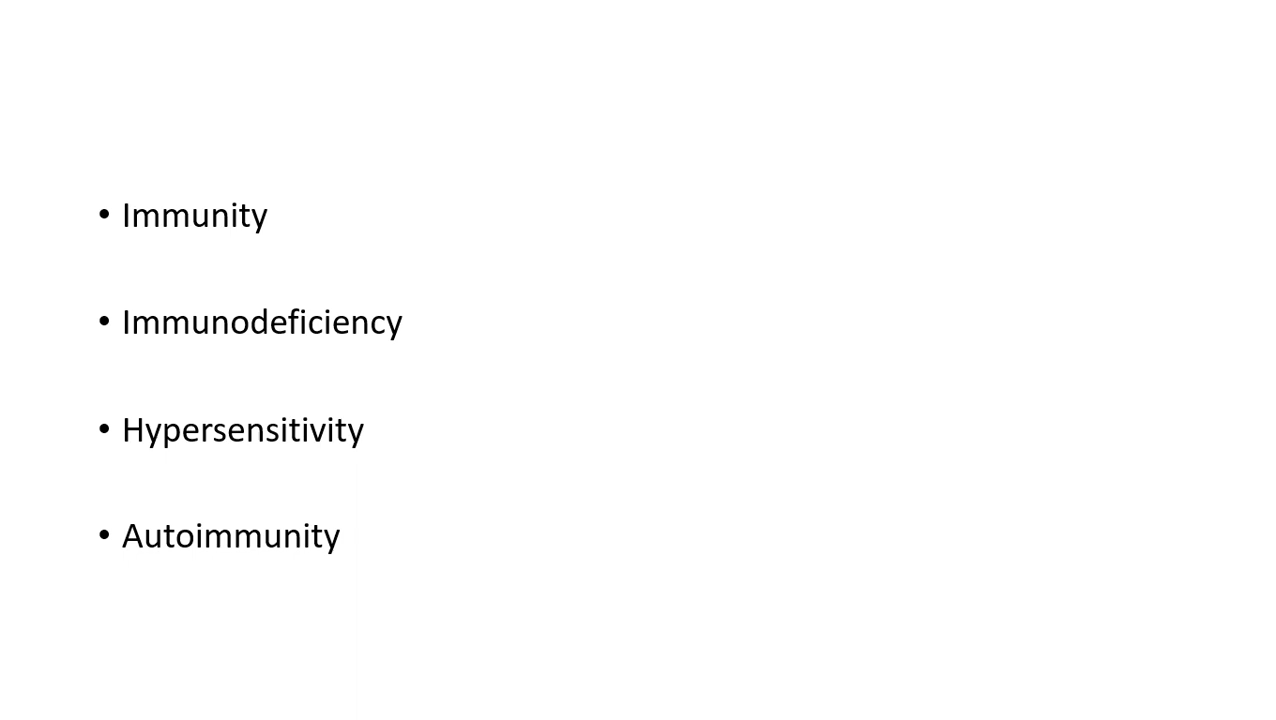 • Immunity
• Immunodeficiency
• Hypersensitivity
• Autoimmunity